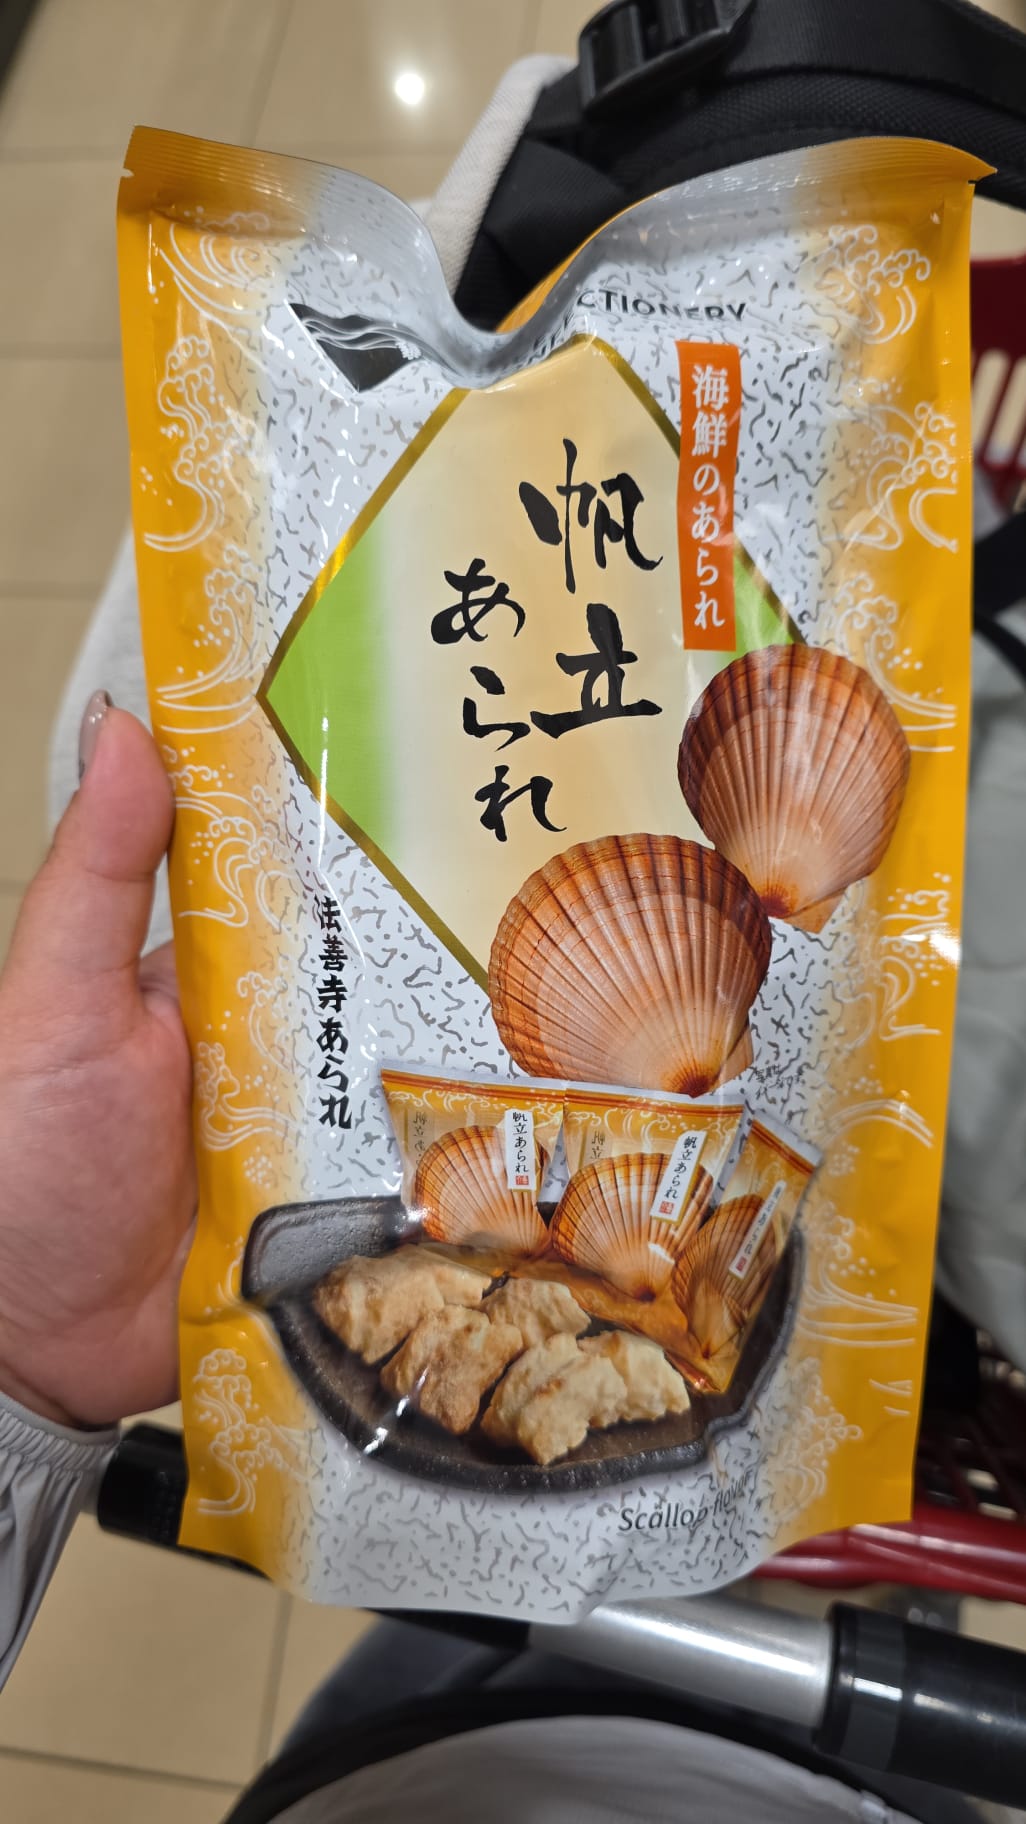 CTIONERY
海鮮のあられ
帆立
あられ
法善寺あられ
帆立あられ
帆立あられ
Scallop flavor